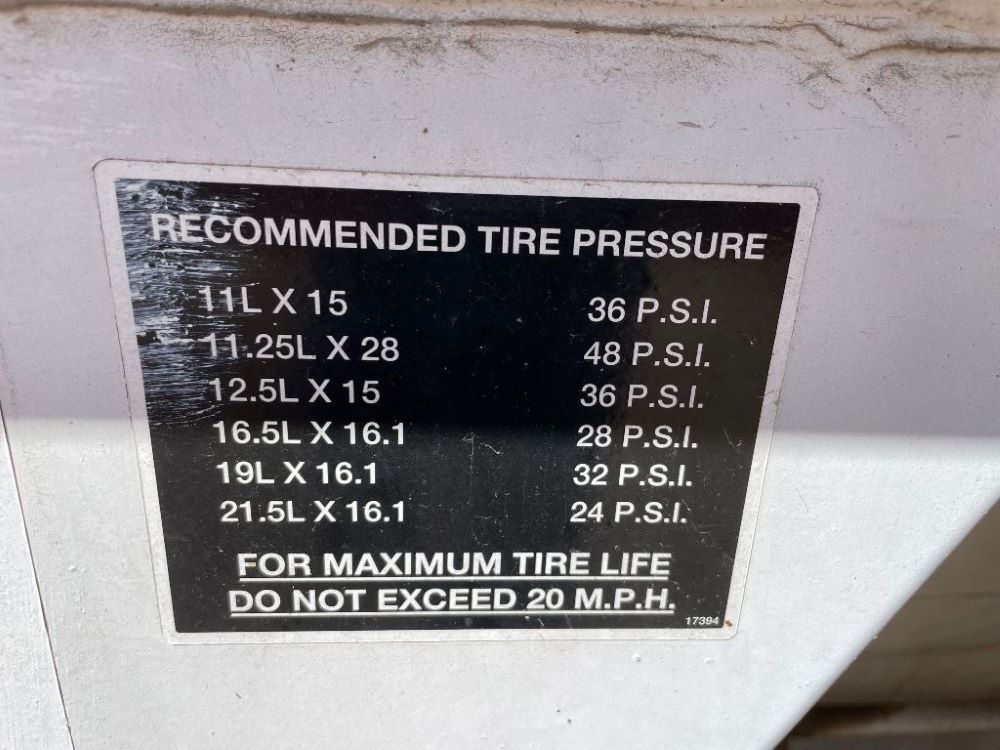 RECOMMENDED TIRE PRESSURE
11L X 15 36 P.S.I.
11.25L X 28 48 P.S.I.
12.5L X 15 36 P.S.I.
16.5L X 16.1 28 P.S.I.
19L X 16.1 32 P.S.I.
21.5L X 16.1 24 P.S.I.
FOR MAXIMUM TIRE LIFE
DO NOT EXCEED 20 M.P.H.
17394